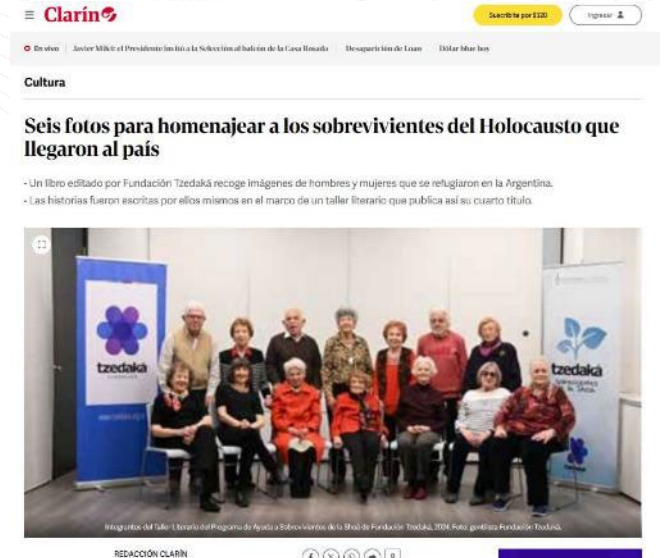 Clarín
Suscribite por $520
Ingresar
En vivo
Javier Milei: el Presidente invitó a la Selección al balcón de la Casa Rosada
Desaparición de Loan
Dólar blue hoy
Cultura
Seis fotos para homenajear a los sobrevivientes del Holocausto que
llegaron al país
- Un libro editado por Fundación Tzedaká recoge imágenes de hombres y mujeres que se refugiaron en la Argentina.
- Las historias fueron escritas por ellos mismos en el marco de un taller literario que publica así su cuarto título.
tzedaká
tzedaká
Integrantes del Taller Literario del Programa de Ayuda a Sobrevivientes de la Shoá de Fundación Tzedaká, 2024. Foto: gentileza Fundación Tzedaká.
REDACCIÓN CLARÍN